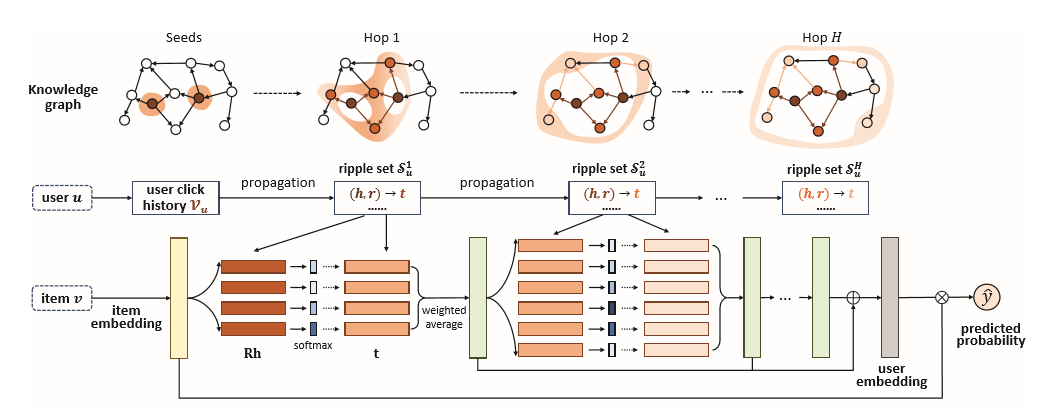 Seeds
Hop 1
Hop 2
Hop H
Knowledge
graph
...
ripple set 𝒮ᵤ¹
ripple set 𝒮ᵤ²
ripple set 𝒮ᵤᴴ
user u
user click
history 𝒱ᵤ
propagation
(h, r) → t
......
propagation
(h, r) → t
......
...
(h, r) → t
......
item v
item
embedding
Rh
softmax
t
weighted
average
...
user
embedding
ŷ
predicted
probability